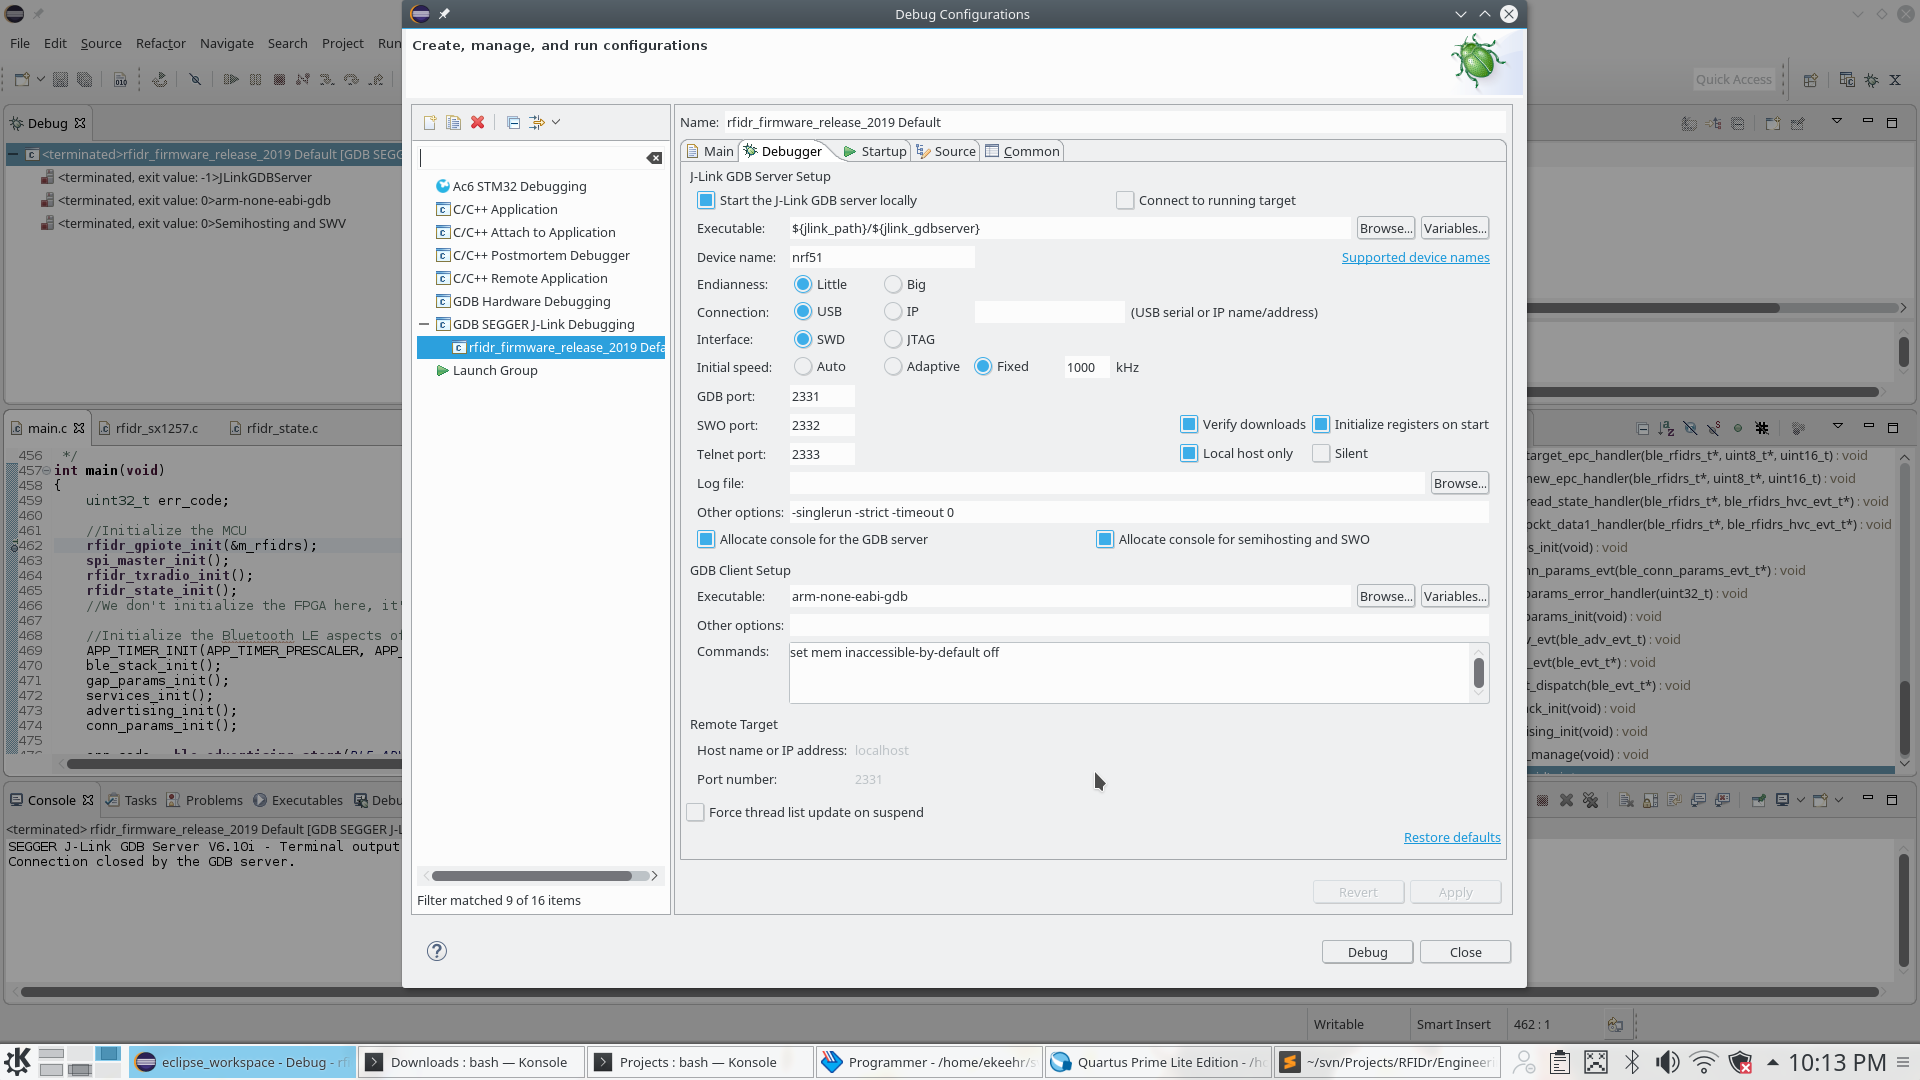 Debug Configurations
File Edit Source Refactor Navigate Search Project Run
Create, manage, and run configurations
Quick Access
Debug
<terminated>rfidr_firmware_release_2019 Default [GDB SEGG
<terminated, exit value: -1>JLinkGDBServer
<terminated, exit value: 0>arm-none-eabi-gdb
<terminated, exit value: 0>Semihosting and SWV
Ac6 STM32 Debugging
C/C++ Application
C/C++ Attach to Application
C/C++ Postmortem Debugger
C/C++ Remote Application
GDB Hardware Debugging
GDB SEGGER J-Link Debugging
rfidr_firmware_release_2019 Defa
Launch Group
Filter matched 9 of 16 items
Name: rfidr_firmware_release_2019 Default
Main Debugger Startup Source Common
J-Link GDB Server Setup
Start the J-Link GDB server locally Connect to running target
Executable: ${jlink_path}/${jlink_gdbserver} Browse... Variables...
Device name: nrf51 Supported device names
Endianness: Little Big
Connection: USB IP (USB serial or IP name/address)
Interface: SWD JTAG
Initial speed: Auto Adaptive Fixed 1000 kHz
GDB port: 2331
SWO port: 2332 Verify downloads Initialize registers on start
Telnet port: 2333 Local host only Silent
Log file: Browse...
Other options: -singlerun -strict -timeout 0
Allocate console for the GDB server Allocate console for semihosting and SWO
GDB Client Setup
Executable: arm-none-eabi-gdb Browse... Variables...
Other options:
Commands: set mem inaccessible-by-default off
Remote Target
Host name or IP address: localhost
Port number: 2331
Force thread list update on suspend
Restore defaults
Revert Apply
Debug Close
main.c rfidr_sx1257.c rfidr_state.c
456 */
457 int main(void)
458 {
459 uint32_t err_code;
460
461 //Initialize the MCU
462 rfidr_gpiote_init(&m_rfidrs);
463 spi_master_init();
464 rfidr_txradio_init();
465 rfidr_state_init();
466 //We don't initialize the FPGA here, it'
467
468 //Initialize the Bluetooth LE aspects of
469 APP_TIMER_INIT(APP_TIMER_PRESCALER, APP_
470 ble_stack_init();
471 gap_params_init();
472 services_init();
473 advertising_init();
474 conn_params_init();
475
target_epc_handler(ble_rfidrs_t*, uint8_t*, uint16_t) : void
new_epc_handler(ble_rfidrs_t*, uint8_t*, uint16_t) : void
read_state_handler(ble_rfidrs_t*, ble_rfidrs_hvc_evt_t*) : void
ockt_data1_handler(ble_rfidrs_t*, ble_rfidrs_hvc_evt_t*) : void
s_init(void) : void
nn_params_evt(ble_conn_params_evt_t*) : void
params_error_handler(uint32_t) : void
arams_init(void) : void
v_evt(ble_adv_evt_t) : void
_evt(ble_evt_t*) : void
t_dispatch(ble_evt_t*) : void
ck_init(void) : void
ising_init(void) : void
_manage(void) : void
Console Tasks Problems Executables Debu
<terminated> rfidr_firmware_release_2019 Default [GDB SEGGER J-L
SEGGER J-Link GDB Server V6.10i - Terminal output
Connection closed by the GDB server.
Writable Smart Insert 462 : 1
eclipse_workspace - Debug - rf
Downloads : bash — Konsole
Projects : bash — Konsole
Programmer - /home/ekeehr/s
Quartus Prime Lite Edition - /h
~/svn/Projects/RFIDr/Engineeri
10:13 PM